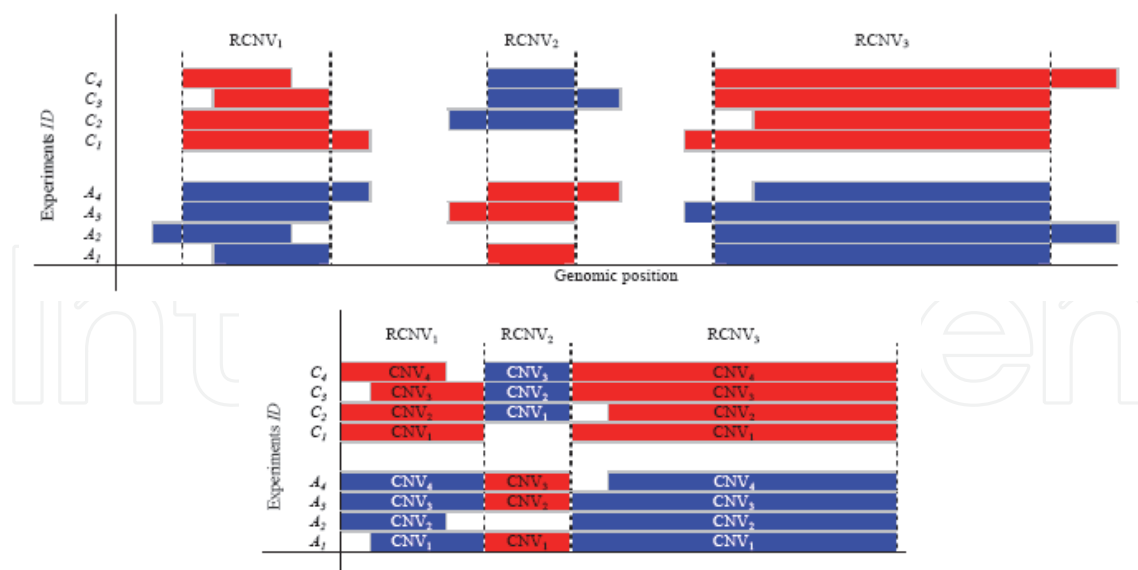 RCNV₁ RCNV₂ RCNV₃
C₄
C₃
C₂
C₁
A₄
A₃
A₂
A₁
Experiments ID
Genomic position
RCNV₁ RCNV₂ RCNV₃
C₄ CNV₄ CNV₃ CNV₄
C₃ CNV₃ CNV₂ CNV₃
C₂ CNV₂ CNV₁ CNV₂
C₁ CNV₁ CNV₁
A₄ CNV₄ CNV₃ CNV₄
A₃ CNV₃ CNV₂ CNV₃
A₂ CNV₂ CNV₂
A₁ CNV₁ CNV₁ CNV₁
Experiments ID